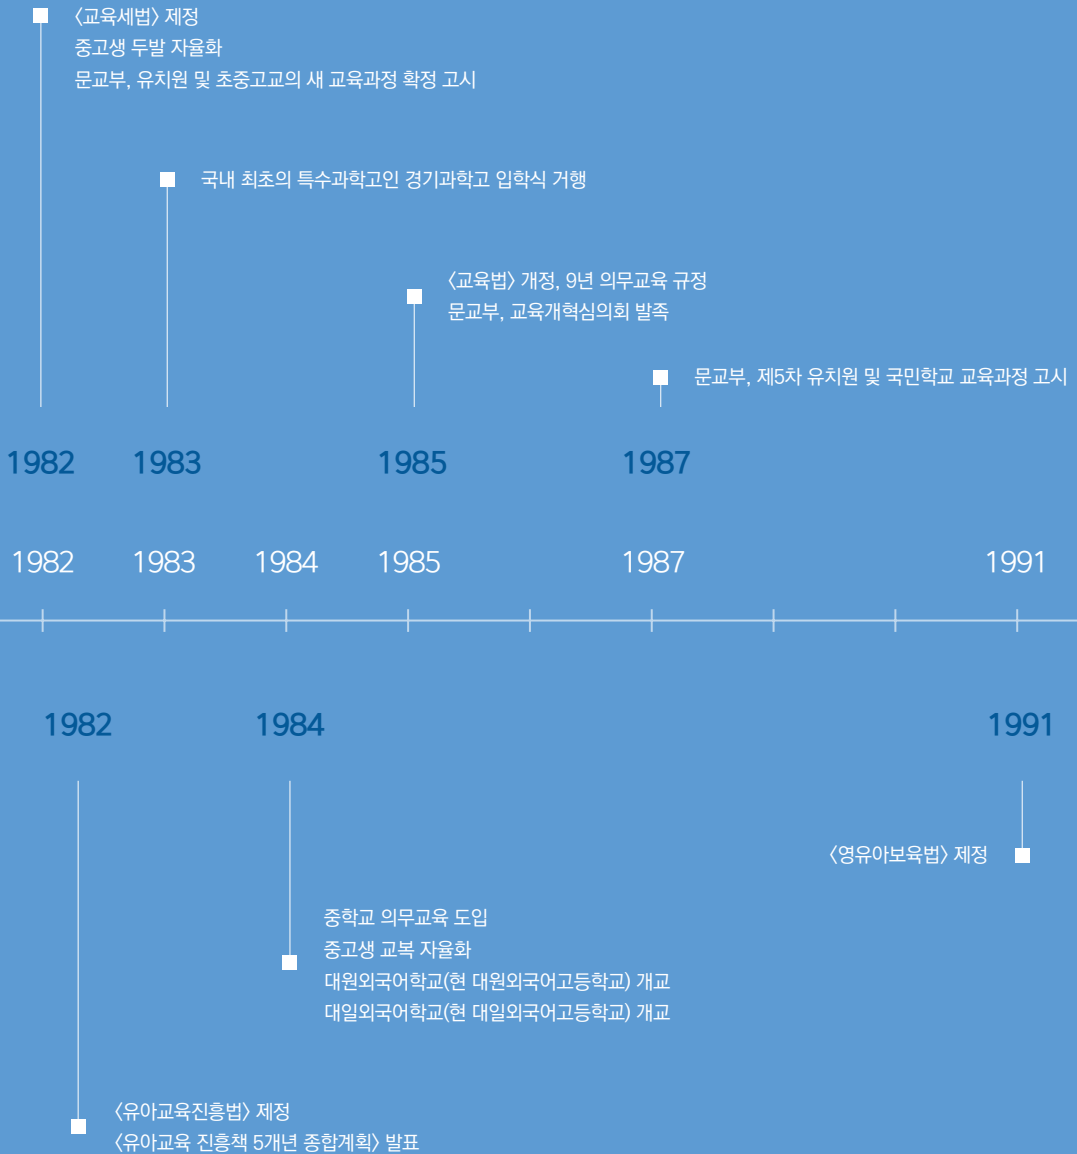 〈교육세법〉 제정
중고생 두발 자율화
문교부, 유치원 및 초중고교의 새 교육과정 확정 고시
국내 최초의 특수과학고인 경기과학고 입학식 거행
〈교육법〉 개정, 9년 의무교육 규정
문교부, 교육개혁심의회 발족
문교부, 제5차 유치원 및 국민학교 교육과정 고시
1982 1983 1985 1987
1982 1983 1984 1985 1987 1991
1982 1984 1991
〈영유아보육법〉 제정
중학교 의무교육 도입
중고생 교복 자율화
대원외국어학교(현 대원외국어고등학교) 개교
대일외국어학교(현 대일외국어고등학교) 개교
〈유아교육진흥법〉 제정
〈유아교육 진흥책 5개년 종합계획〉 발표